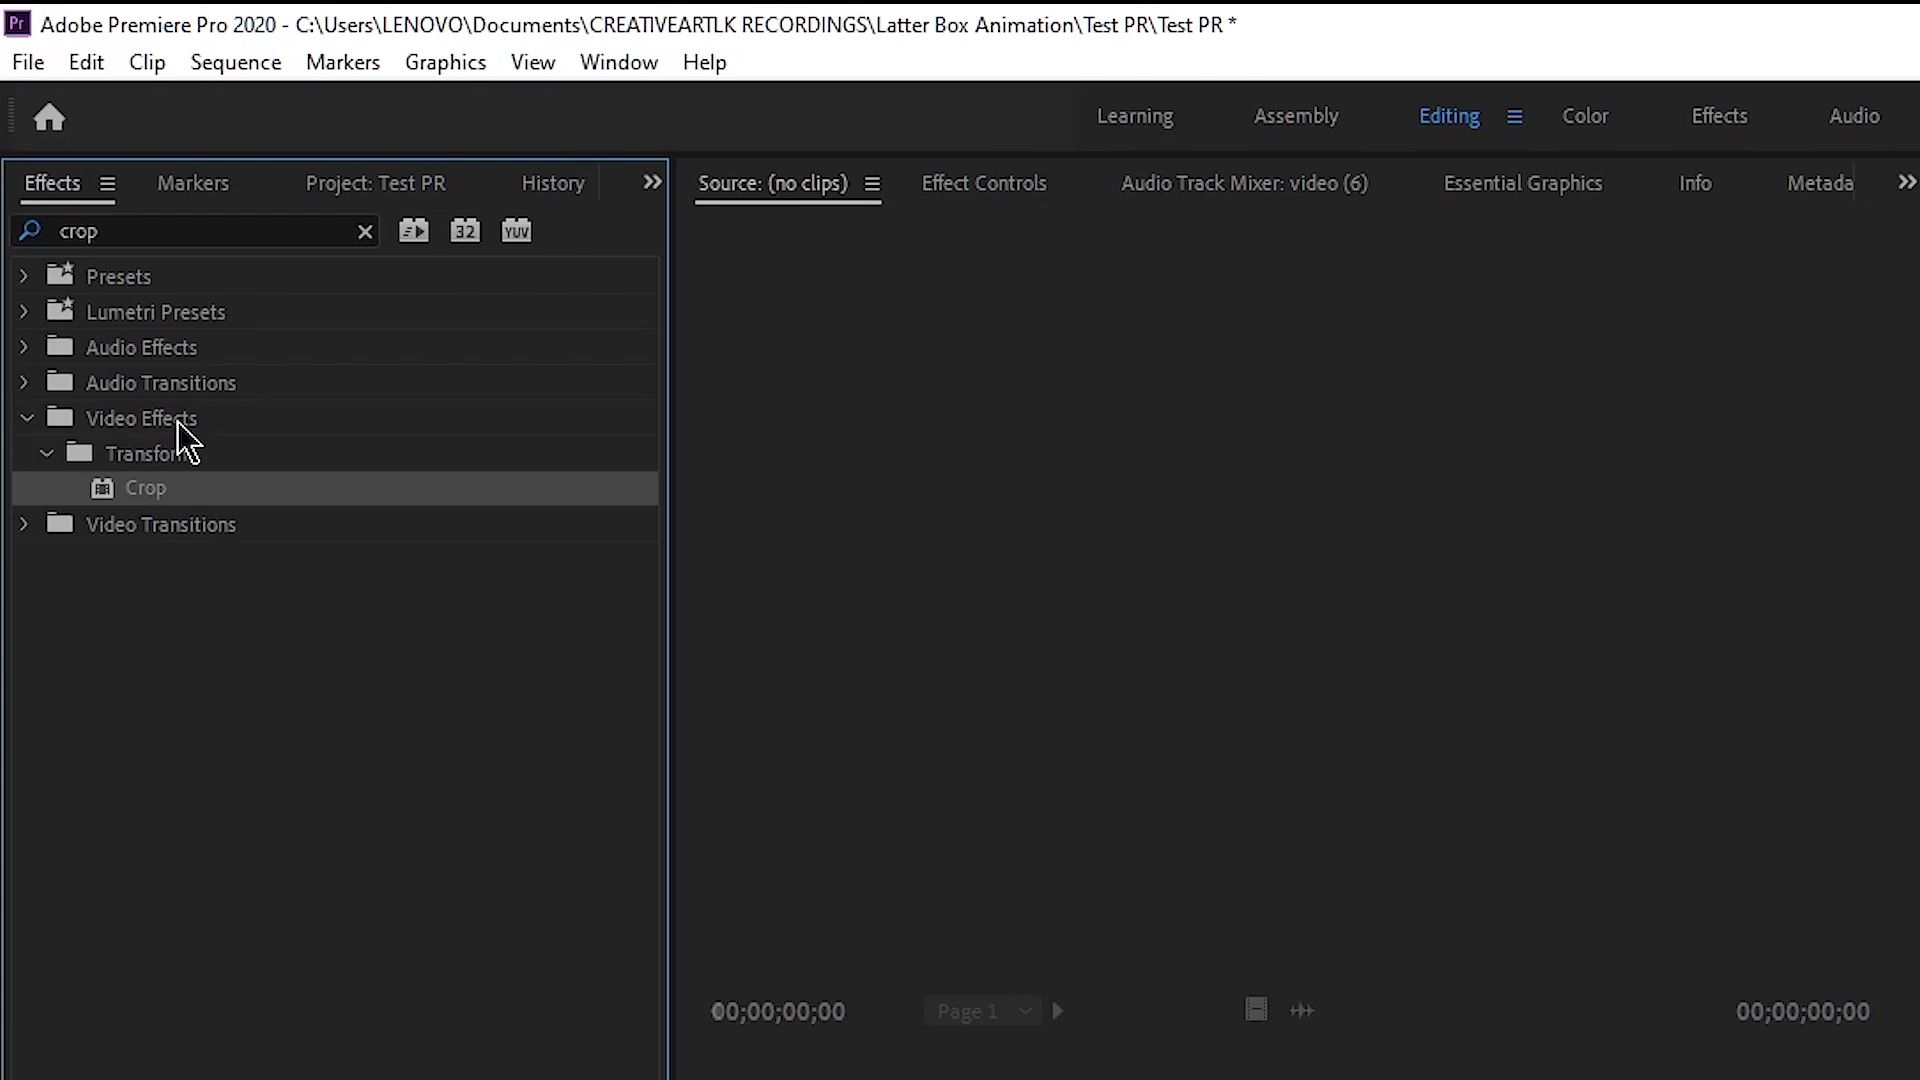 Pr Adobe Premiere Pro 2020 - C:\Users\LENOVO\Documents\CREATIVEARTLK RECORDINGS\Latter Box Animation\Test PR\Test PR *
File Edit Clip Sequence Markers Graphics View Window Help
Learning Assembly Editing Color Effects Audio
Effects Markers Project: Test PR History Source: (no clips) Effect Controls Audio Track Mixer: video (6) Essential Graphics Info Metada
crop 32 YUV
Presets
Lumetri Presets
Audio Effects
Audio Transitions
Video Effects
Transform
Crop
Video Transitions
00;00;00;00 Page 1 00;00;00;00